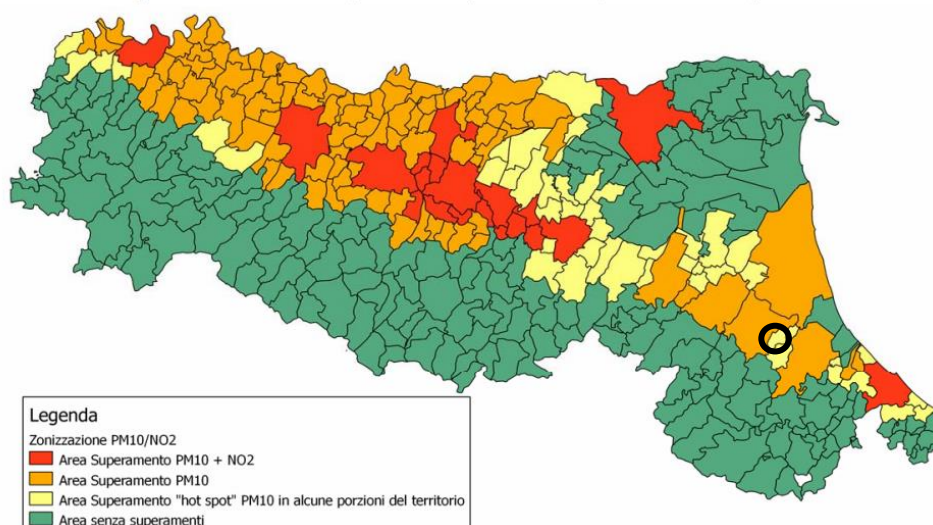 Legenda
Zonizzazione PM10/NO2
Area Superamento PM10 + NO2
Area Superamento PM10
Area Superamento "hot spot" PM10 in alcune porzioni del territorio
Area senza superamenti